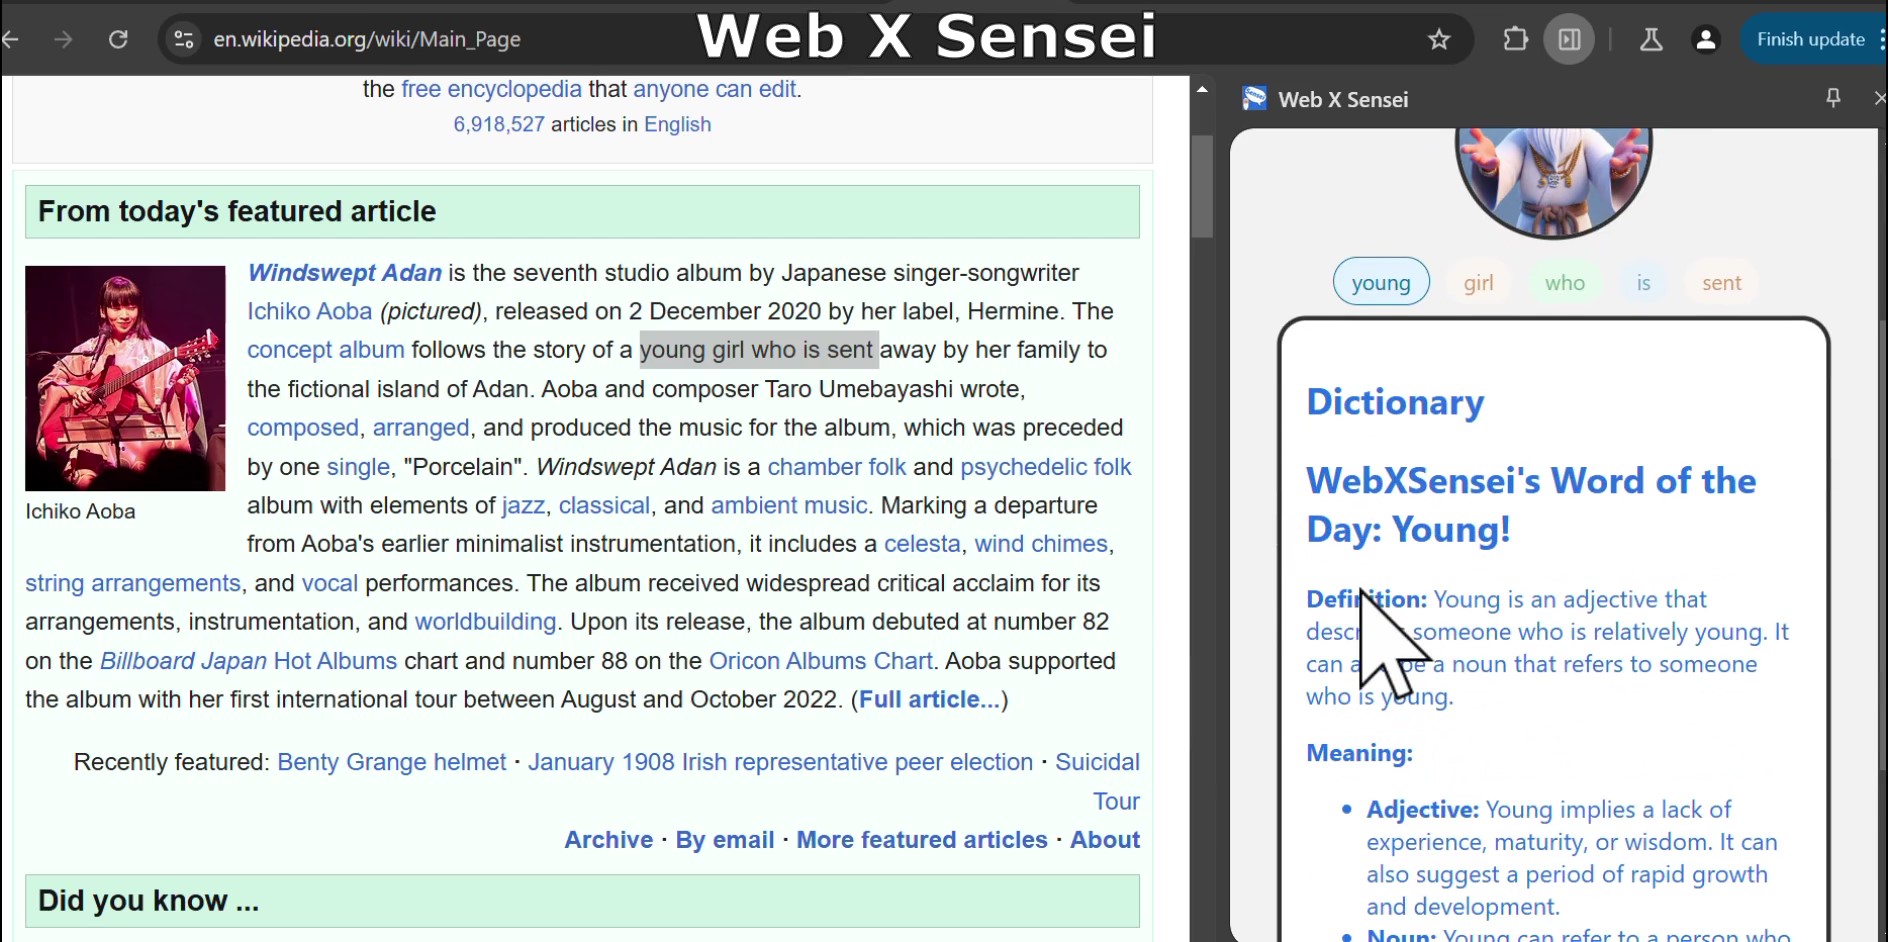 en.wikipedia.org/wiki/Main_Page
Web X Sensei
Finish update
the free encyclopedia that anyone can edit.
6,918,527 articles in English
From today's featured article
Windswept Adan is the seventh studio album by Japanese singer-songwriter
Ichiko Aoba (pictured), released on 2 December 2020 by her label, Hermine. The
concept album follows the story of a young girl who is sent away by her family to
the fictional island of Adan. Aoba and composer Taro Umebayashi wrote,
composed, arranged, and produced the music for the album, which was preceded
by one single, "Porcelain". Windswept Adan is a chamber folk and psychedelic folk
album with elements of jazz, classical, and ambient music. Marking a departure
from Aoba's earlier minimalist instrumentation, it includes a celesta, wind chimes,
string arrangements, and vocal performances. The album received widespread critical acclaim for its
arrangements, instrumentation, and worldbuilding. Upon its release, the album debuted at number 82
on the Billboard Japan Hot Albums chart and number 88 on the Oricon Albums Chart. Aoba supported
the album with her first international tour between August and October 2022. (Full article...)
Ichiko Aoba
Recently featured: Benty Grange helmet · January 1908 Irish representative peer election · Suicidal
Tour
Archive · By email · More featured articles · About
Did you know ...
Web X Sensei
young girl who is sent
Dictionary
WebXSensei's Word of the
Day: Young!
Definition: Young is an adjective that
someone who is relatively young. It
can a noun that refers to someone
who is young.
Meaning:
• Adjective: Young implies a lack of
experience, maturity, or wisdom. It can
also suggest a period of rapid growth
and development.
• Noun: Young can refer to a person who